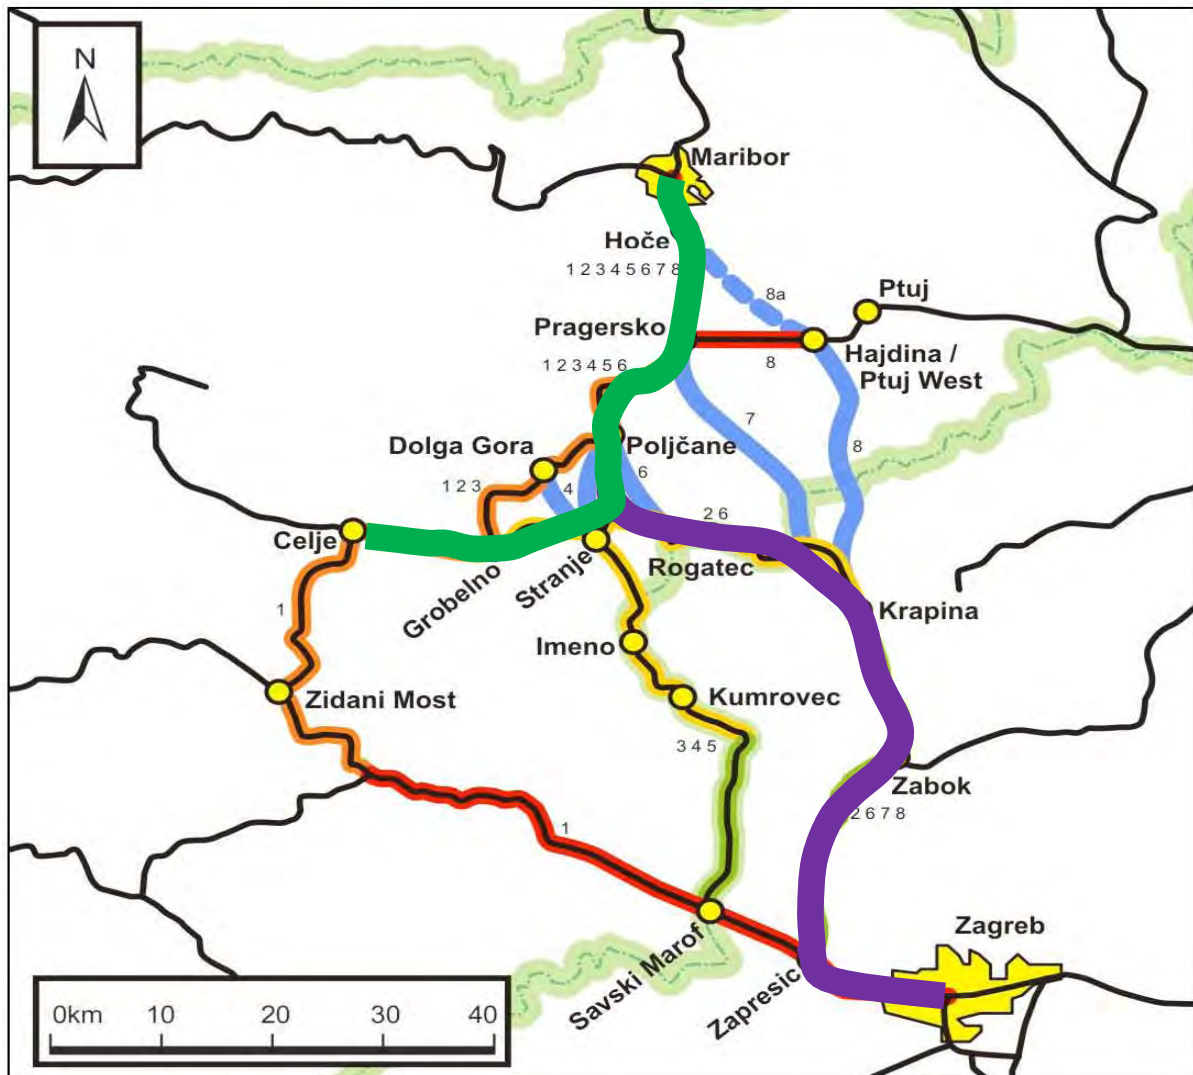 N
Maribor
Hoče
1 2 3 4 5 6 7 8
8a
Ptuj
Pragersko
8
Hajdina /
Ptuj West
1 2 3 4 5 6
7
8
Dolga Gora
Poljčane
1 2 3
4
6
2 6
Celje
Grobelno
Stranje
Rogatec
Krapina
1
Imeno
Zidani Most
Kumrovec
3 4 5
Zabok
2 6 7 8
1
Savski Marof
Zapresic
Zagreb
0km 10 20 30 40